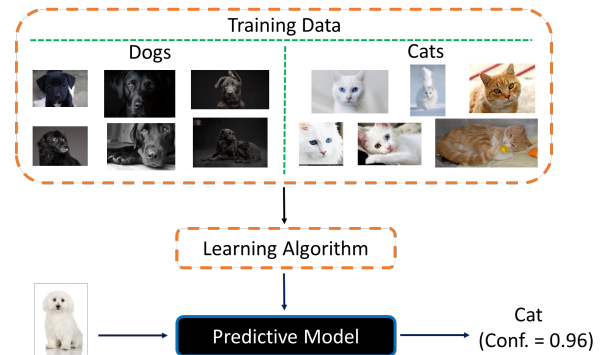 Training Data
Dogs
Cats
Learning Algorithm
Predictive Model
Cat
(Conf. = 0.96)